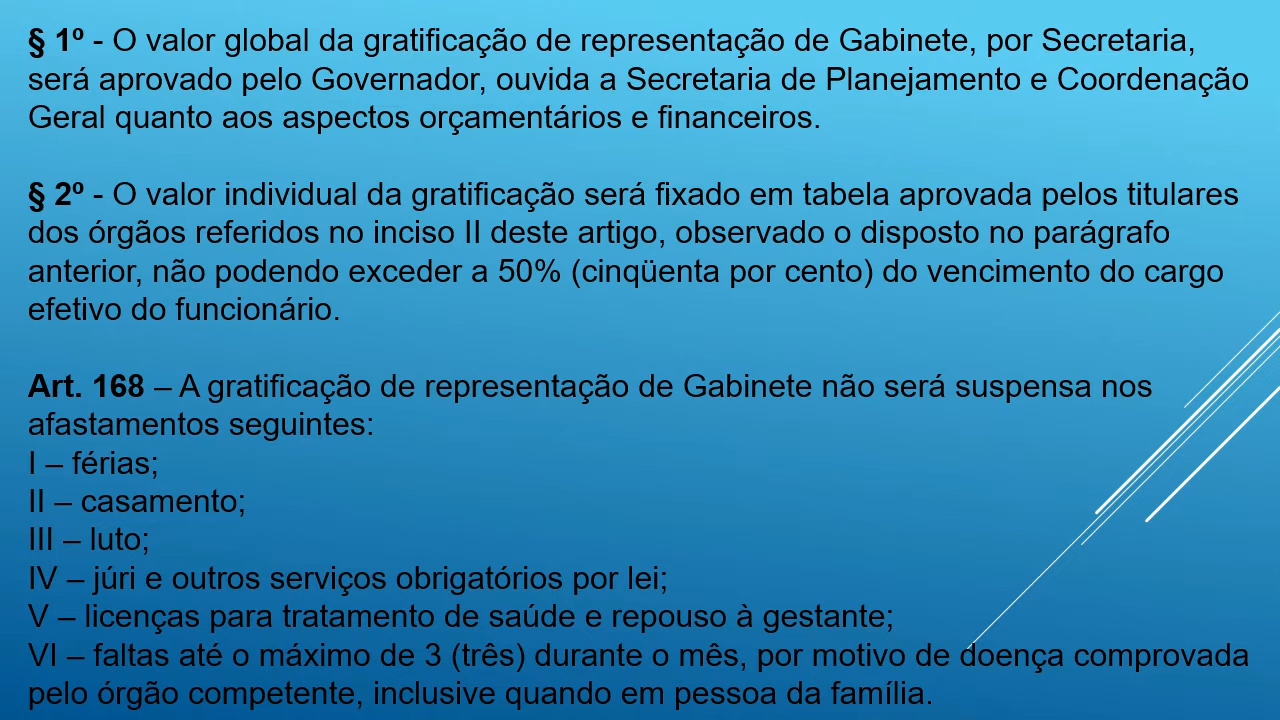 § 1º - O valor global da gratificação de representação de Gabinete, por Secretaria,
será aprovado pelo Governador, ouvida a Secretaria de Planejamento e Coordenação
Geral quanto aos aspectos orçamentários e financeiros.
§ 2º - O valor individual da gratificação será fixado em tabela aprovada pelos titulares
dos órgãos referidos no inciso II deste artigo, observado o disposto no parágrafo
anterior, não podendo exceder a 50% (cinqüenta por cento) do vencimento do cargo
efetivo do funcionário.
Art. 168 – A gratificação de representação de Gabinete não será suspensa nos
afastamentos seguintes:
I – férias;
II – casamento;
III – luto;
IV – júri e outros serviços obrigatórios por lei;
V – licenças para tratamento de saúde e repouso à gestante;
VI – faltas até o máximo de 3 (três) durante o mês, por motivo de doença comprovada
pelo órgão competente, inclusive quando em pessoa da família.